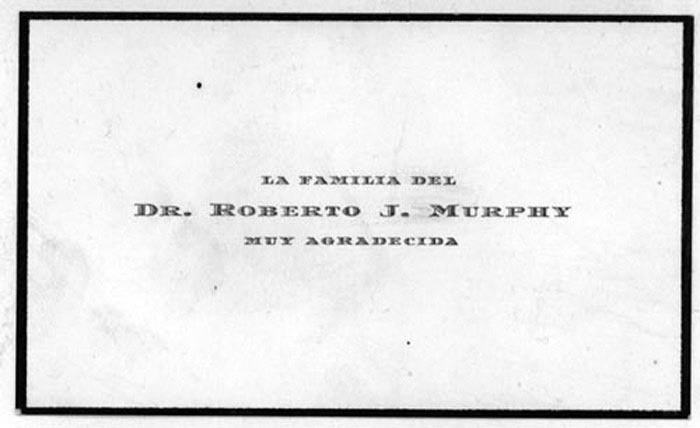 LA FAMILIA DEL
DR. ROBERTO J. MURPHY
MUY AGRADECIDA